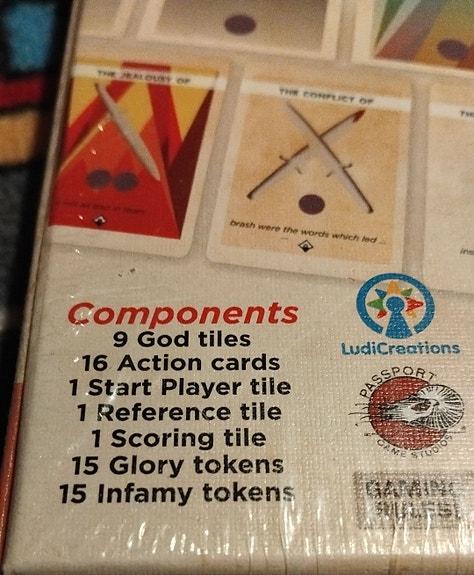 THE JEALOUSY OF
THE CONFLICT OF
brash were the words which led ...
Components
9 God tiles
16 Action cards
1 Start Player tile
1 Reference tile
1 Scoring tile
15 Glory tokens
15 Infamy tokens
LudiCreations
PASSPORT
GAME STUDIOS
GAMING
RULES!